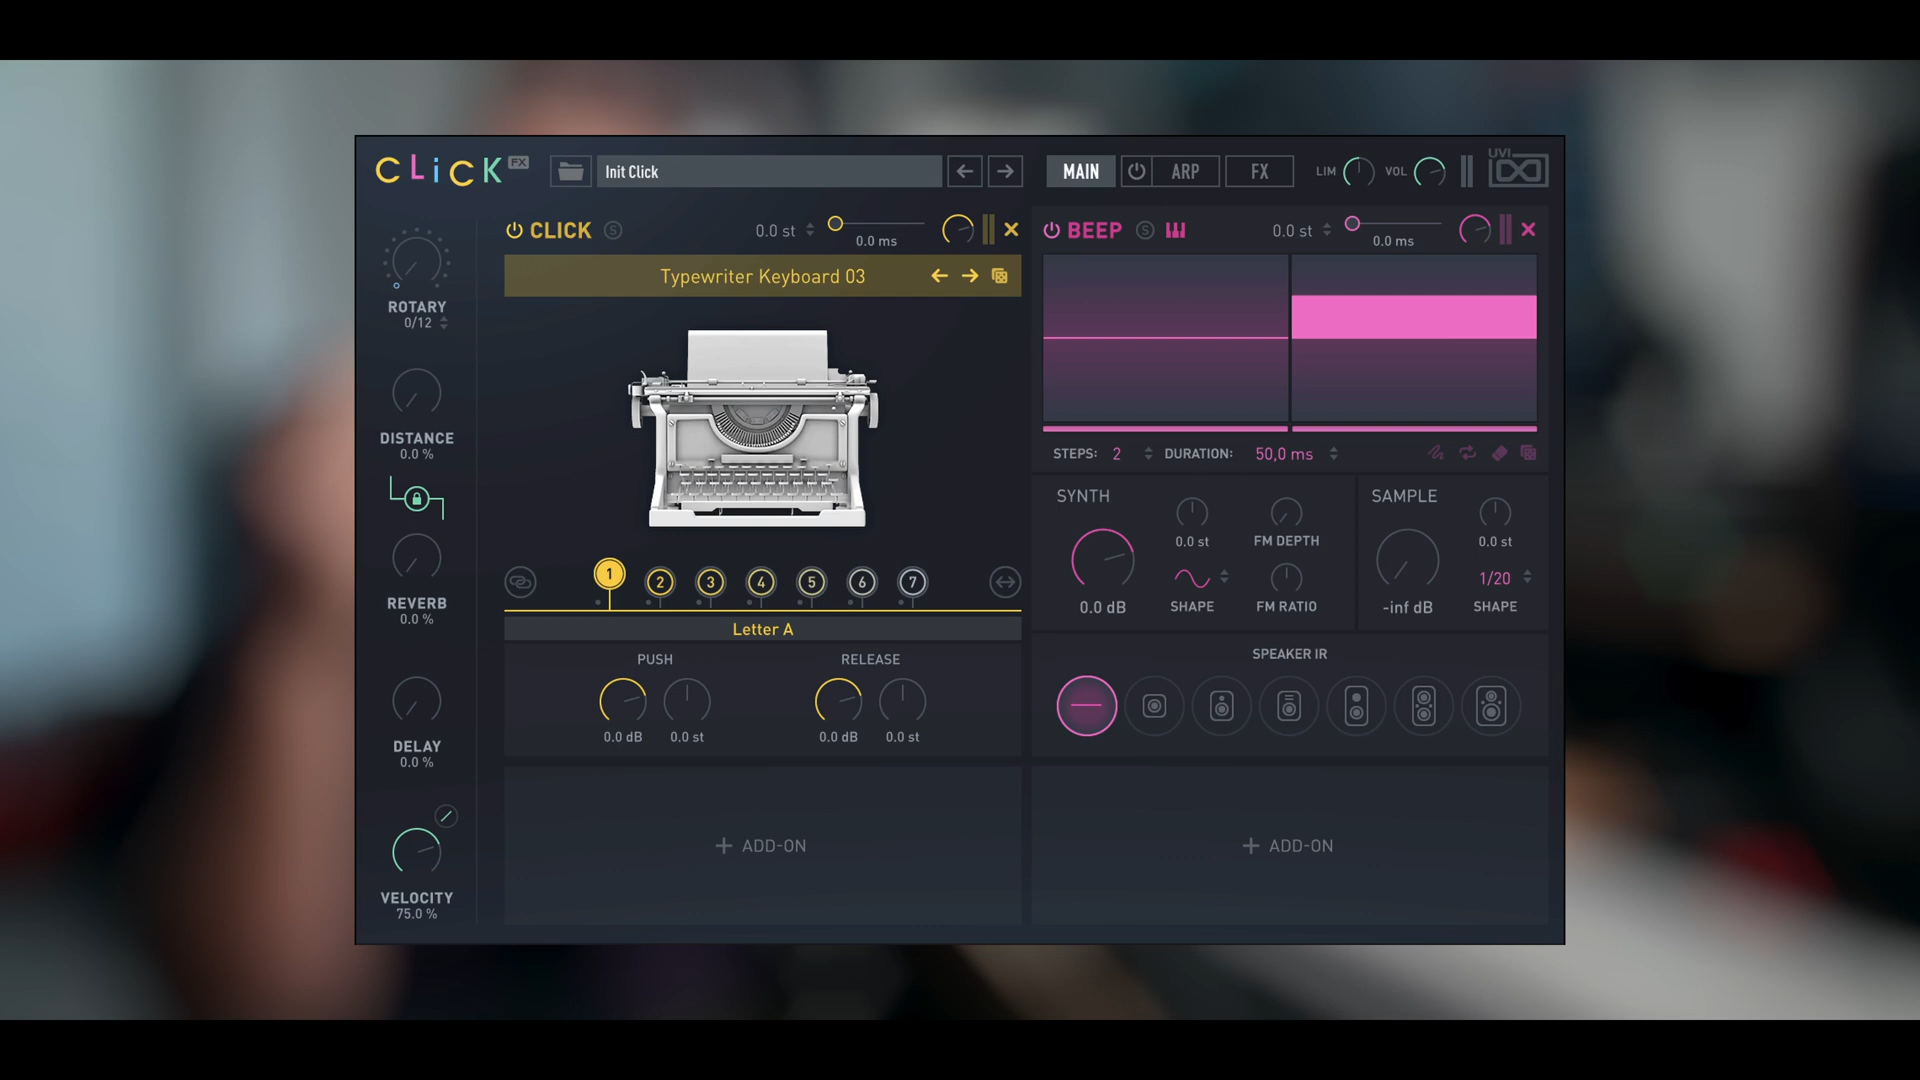 CLiCK FX
Init Click
MAIN
ARP
FX
LIM
VOL
UVI
CLICK S
0.0 st
0.0 ms
BEEP S
0.0 st
0.0 ms
Typewriter Keyboard 03
ROTARY
0/12
DISTANCE
0.0 %
REVERB
0.0 %
DELAY
0.0 %
VELOCITY
75.0 %
1 2 3 4 5 6 7
Letter A
PUSH
RELEASE
0.0 dB
0.0 st
0.0 dB
0.0 st
+ ADD-ON
STEPS: 2
DURATION: 50,0 ms
SYNTH
0.0 dB
0.0 st
SHAPE
FM DEPTH
FM RATIO
SAMPLE
-inf dB
0.0 st
1/20
SHAPE
SPEAKER IR
+ ADD-ON